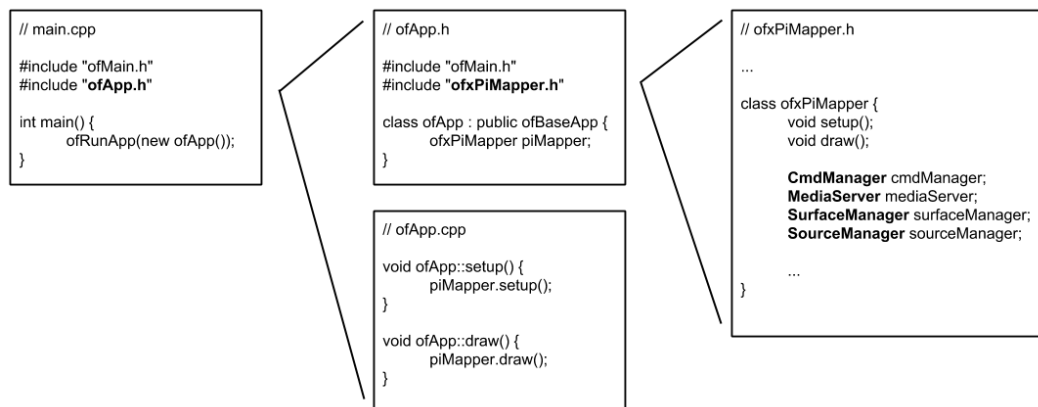 // main.cpp
#include "ofMain.h"
#include "ofApp.h"
int main() {
ofRunApp(new ofApp());
}
// ofApp.h
#include "ofMain.h"
#include "ofxPiMapper.h"
class ofApp : public ofBaseApp {
ofxPiMapper piMapper;
}
// ofApp.cpp
void ofApp::setup() {
piMapper.setup();
}
void ofApp::draw() {
piMapper.draw();
}
// ofxPiMapper.h
...
class ofxPiMapper {
void setup();
void draw();
CmdManager cmdManager;
MediaServer mediaServer;
SurfaceManager surfaceManager;
SourceManager sourceManager;
...
}